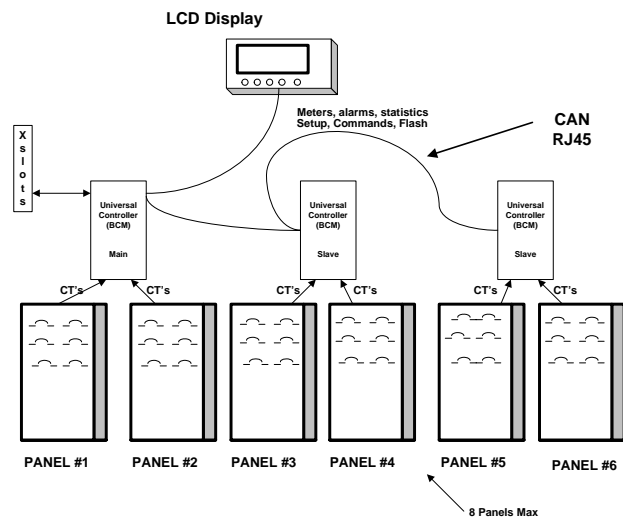 LCD Display
Meters, alarms, statistics
Setup, Commands, Flash
CAN
RJ45
X
s
l
o
t
s
Universal
Controller
(BCM)
Main
Universal
Controller
(BCM)
Slave
Universal
Controller
(BCM)
Slave
CT's
CT's
CT's
CT's
CT's
CT's
PANEL #1
PANEL #2
PANEL #3
PANEL #4
PANEL #5
PANEL #6
8 Panels Max